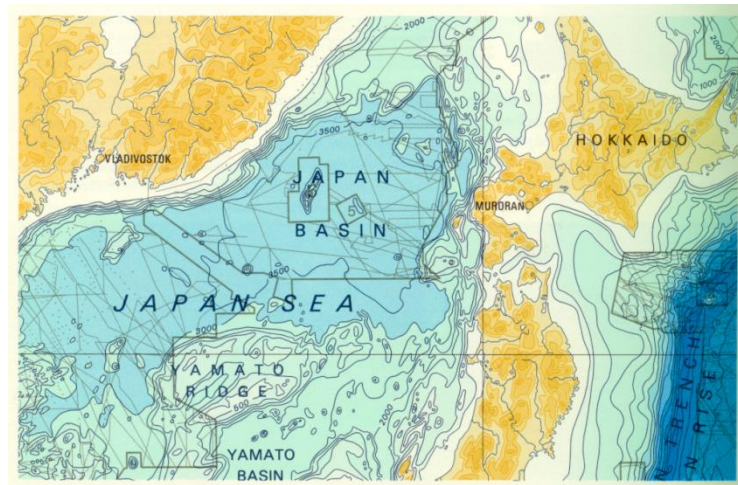 2000
2000
1000
3500
HOKKAIDO
VLADIVOSTOK
JAPAN
MURORAN
BASIN
3500
JAPAN SEA
3000
YAMATO
RIDGE
500
2000
YAMATO
BASIN
N TRENCH
N RISE